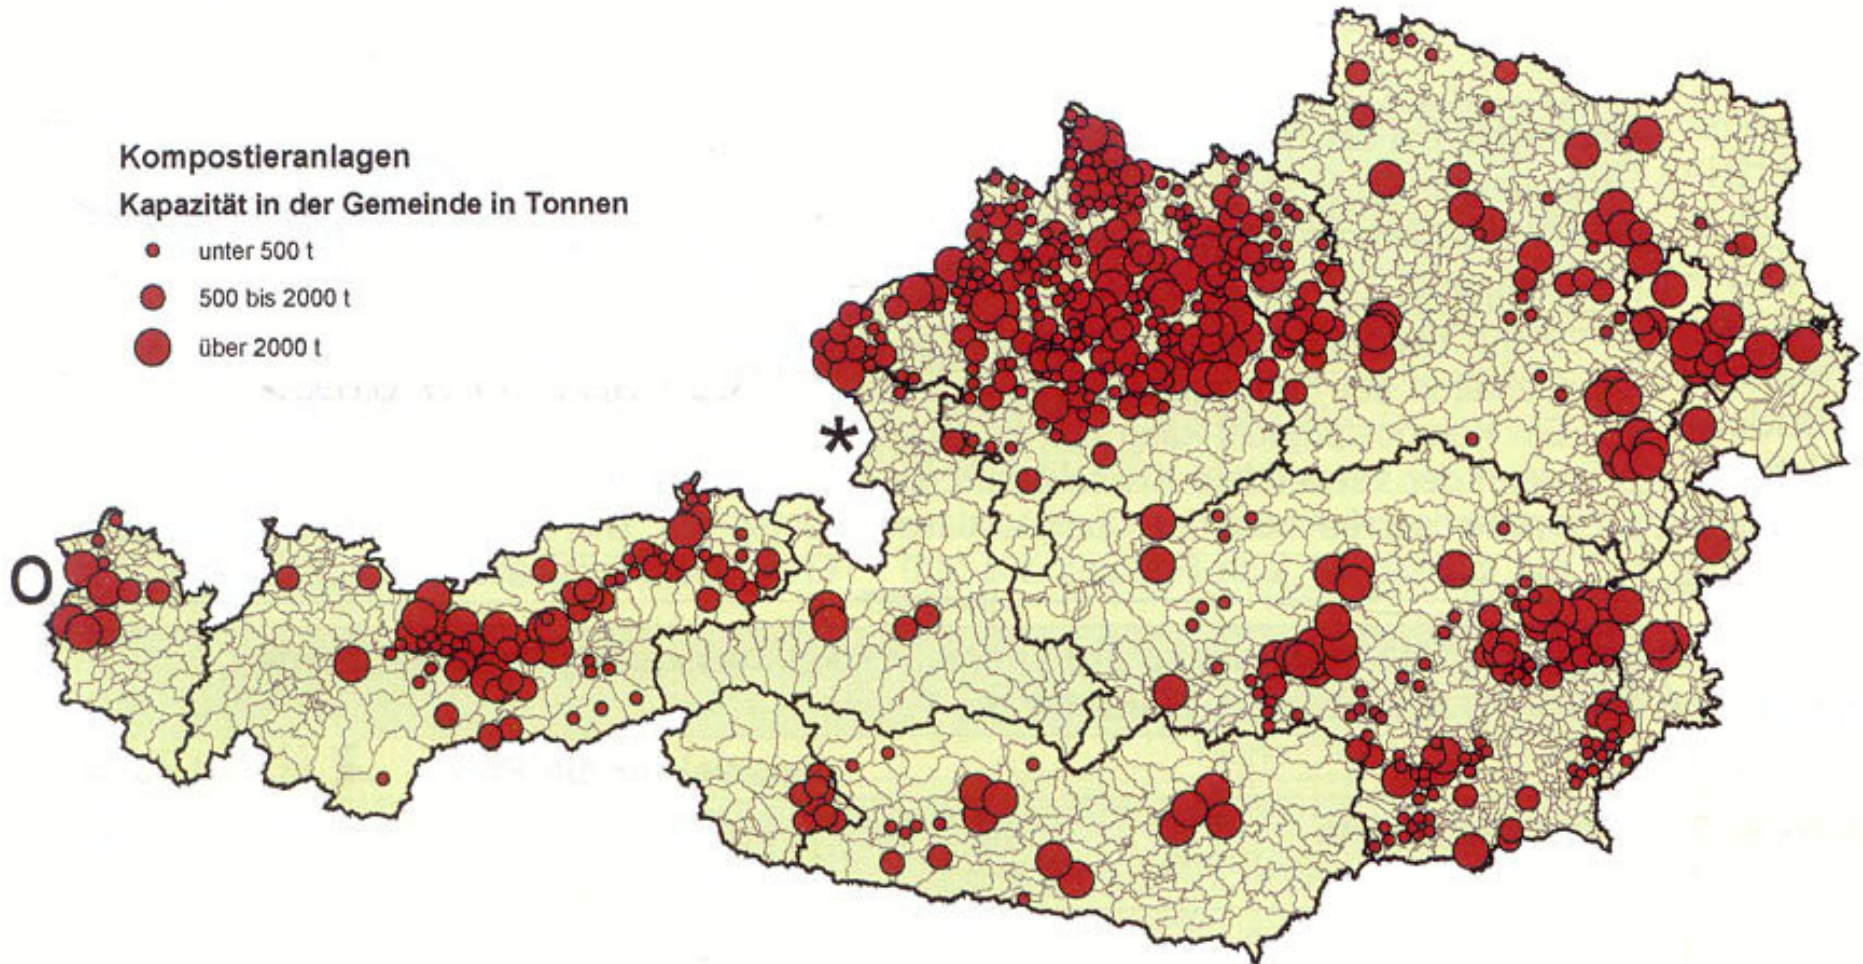 Kompostieranlagen
Kapazität in der Gemeinde in Tonnen
unter 500 t
500 bis 2000 t
über 2000 t
*
O